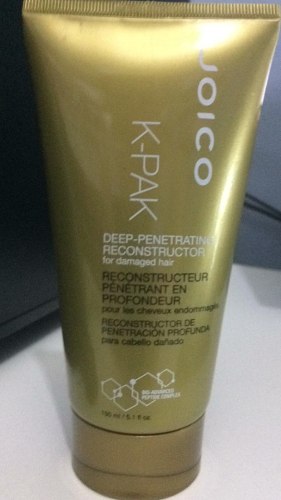 JOICO
K-PAK
DEEP-PENETRATING
RECONSTRUCTOR
for damaged hair
RECONSTRUCTEUR
PÉNÉTRANT EN
PROFONDEUR
pour les cheveux endommagés
RECONSTRUCTOR DE
PENETRACIÓN PROFUNDA
para cabello dañado
BIO-ADVANCED
PEPTIDE COMPLEX
150 ml / 5.1 fl oz